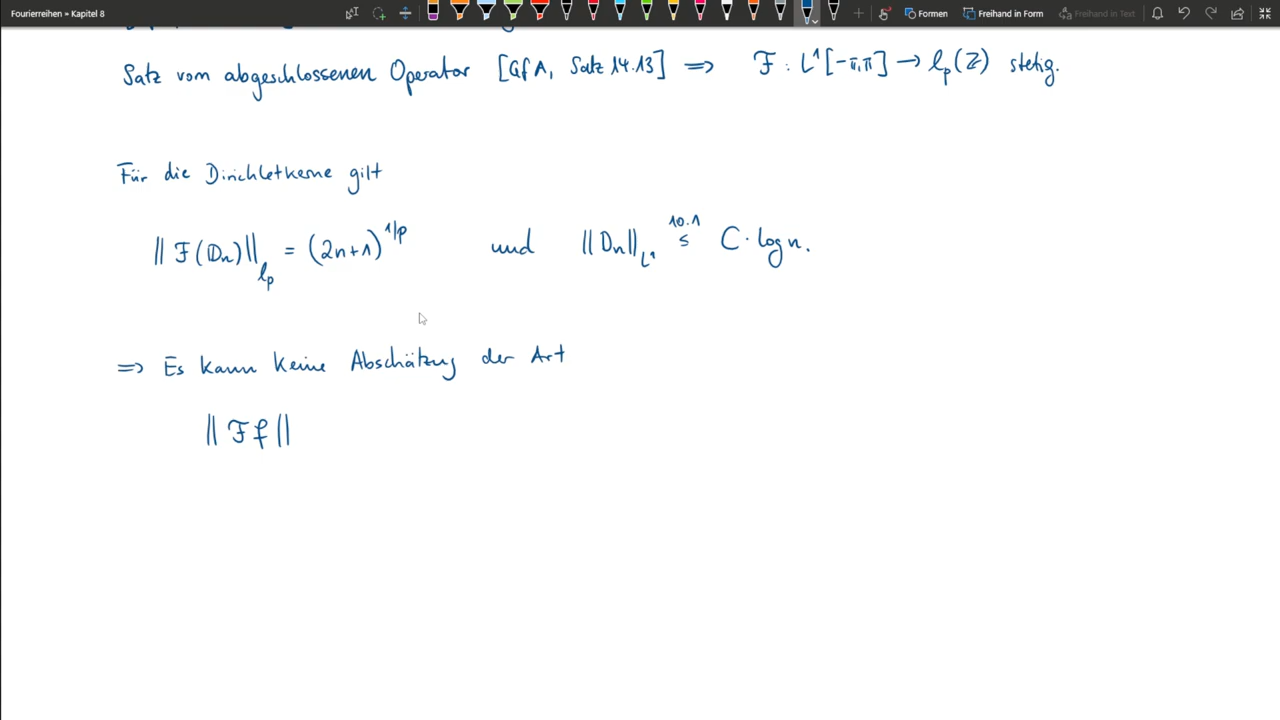 Fourierreihen » Kapitel 8
Formen Freihand in Form Freihand in Text
Satz vom abgeschlossenen Operator [GfA, Satz 14.13] ⟹ ℱ : L¹[-π,π] → lₚ(ℤ) stetig.
Für die Dirichletkerne gilt
‖ℱ(𝔻ₙ)‖_{lₚ} = (2n+1)^{1/p} und ‖𝔻ₙ‖_{L¹} ≤^{10.1} C · log n.
⟹ Es kann keine Abschätzung der Art
‖ℱf‖